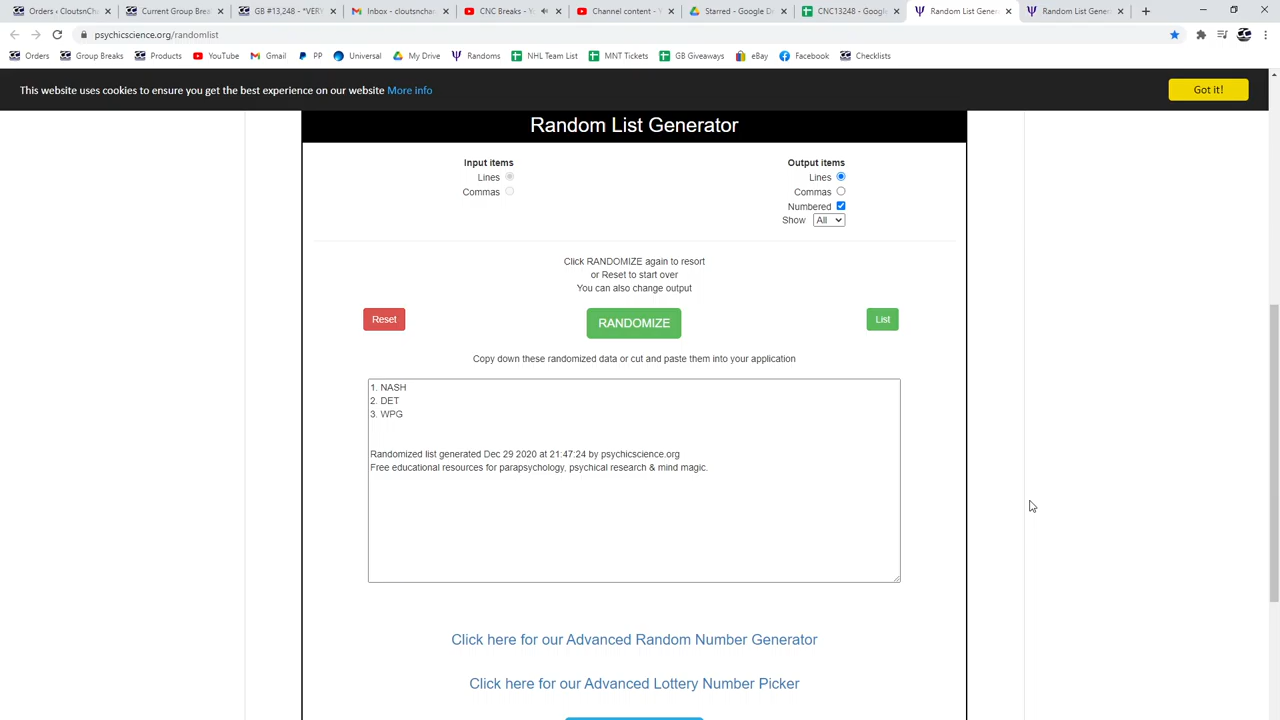 Orders ‹ CloutsnCh
Current Group Brea
GB #13,248 - *VERY
Inbox - cloutsnchar
CNC Breaks - Y
Channel content - Y
Starred - Google D
CNC13248 - Google
Random List Gener
Random List Gener
psychicscience.org/randomlist
Orders
Group Breaks
Products
YouTube
Gmail
PP
Universal
My Drive
Randoms
NHL Team List
MNT Tickets
GB Giveaways
eBay
Facebook
Checklists
This website uses cookies to ensure you get the best experience on our website More info
Got it!
Random List Generator
Input items
Lines
Commas
Output items
Lines
Commas
Numbered
Show All
Click RANDOMIZE again to resort
or Reset to start over
You can also change output
Reset
RANDOMIZE
List
Copy down these randomized data or cut and paste them into your application
1. NASH
2. DET
3. WPG
Randomized list generated Dec 29 2020 at 21:47:24 by psychicscience.org
Free educational resources for parapsychology, psychical research & mind magic.
Click here for our Advanced Random Number Generator
Click here for our Advanced Lottery Number Picker